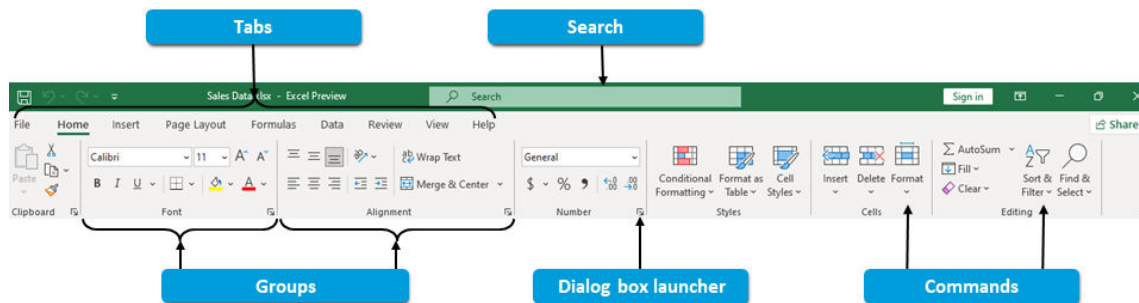 Tabs
Search
Sales Data.xlsx - Excel Preview
Search
Sign in
File Home Insert Page Layout Formulas Data Review View Help
Share
Paste
Calibri
11
A A
Wrap Text
General
Conditional Formatting
Format as Table
Cell Styles
Insert
Delete
Format
AutoSum
Fill
Clear
Sort & Filter
Find & Select
B I U
A
Merge & Center
$ % 9
Clipboard
Font
Alignment
Number
Styles
Cells
Editing
Groups
Dialog box launcher
Commands